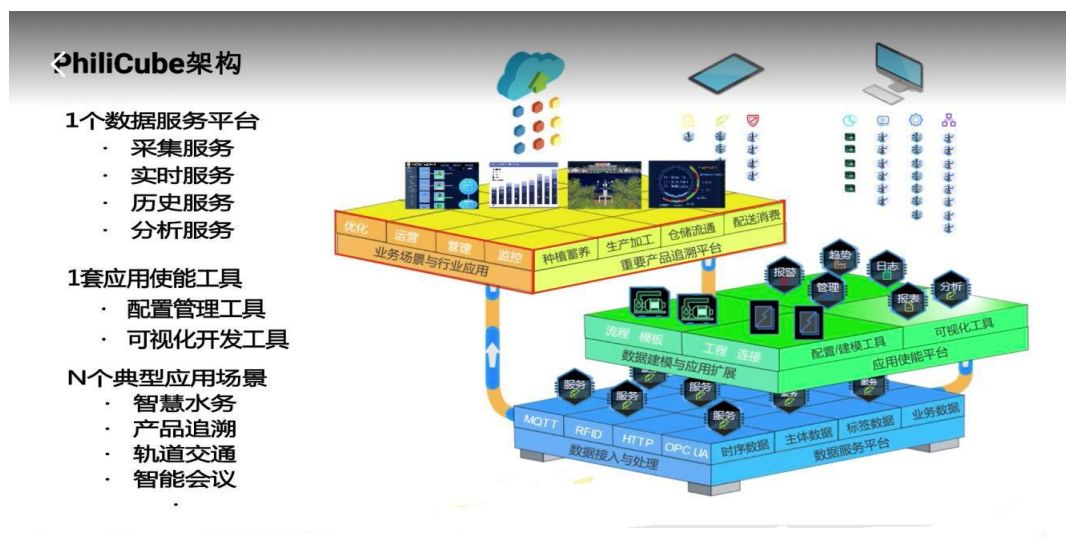 PhiliCube架构
1个数据服务平台
· 采集服务
· 实时服务
· 历史服务
· 分析服务
1套应用使能工具
· 配置管理工具
· 可视化开发工具
N个典型应用场景
· 智慧水务
· 产品追溯
· 轨道交通
· 智能会议
·
优化 运营 管理 监控
业务场景与行业应用
种植蓄养 生产加工 仓储流通 配送消费
重要产品追溯平台
报警 趋势 管理 日志 报表 分析
流程 模板 工程 连接
数据建模与应用扩展
配置/建模工具 可视化工具
应用使能平台
服务 服务 服务 服务 服务 服务 服务
MQTT RFID HTTP OPC UA
数据接入与处理
时序数据 主体数据 标签数据 业务数据
数据服务平台